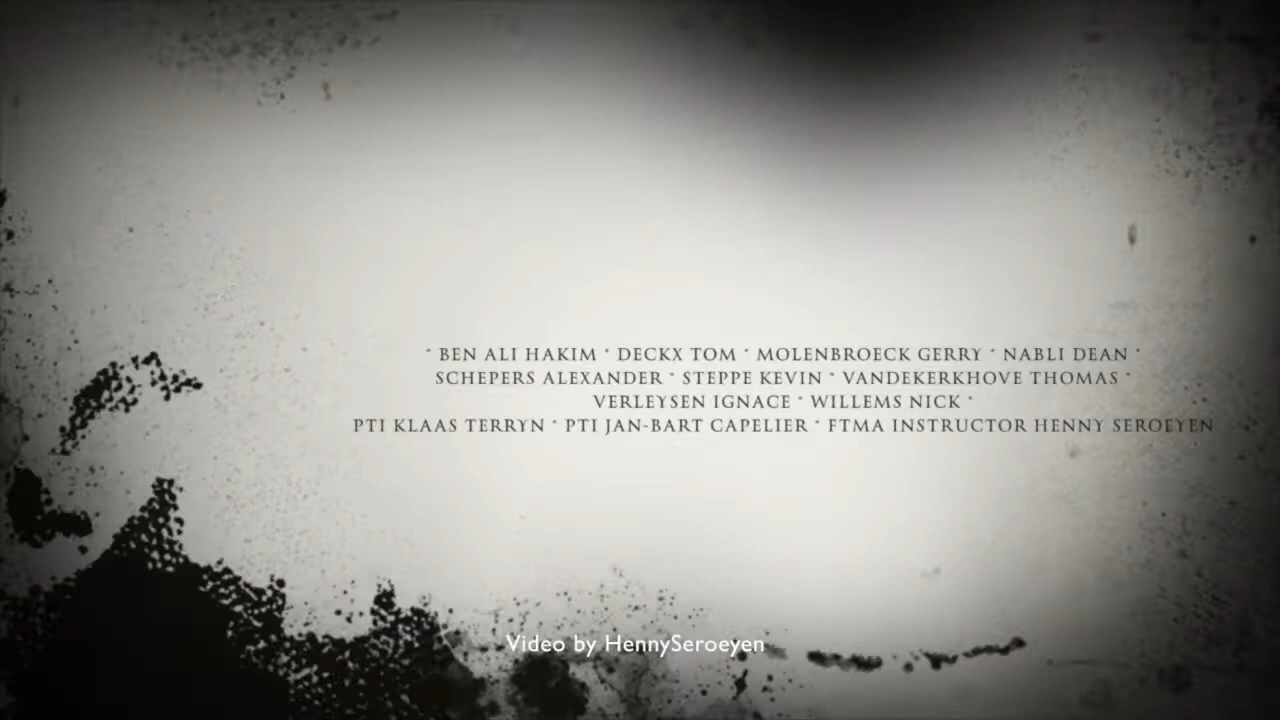 * BEN ALI HAKIM * DECKX TOM * MOLENBROECK GERRY * NABLI DEAN *
SCHEPERS ALEXANDER * STEPPE KEVIN * VANDEKERKHOVE THOMAS *
VERLEYSEN IGNACE * WILLEMS NICK *
PTI KLAAS TERRYN * PTI JAN-BART CAPELIER * FTMA INSTRUCTOR HENNY SEROEYEN
Video by HennySeroeyen